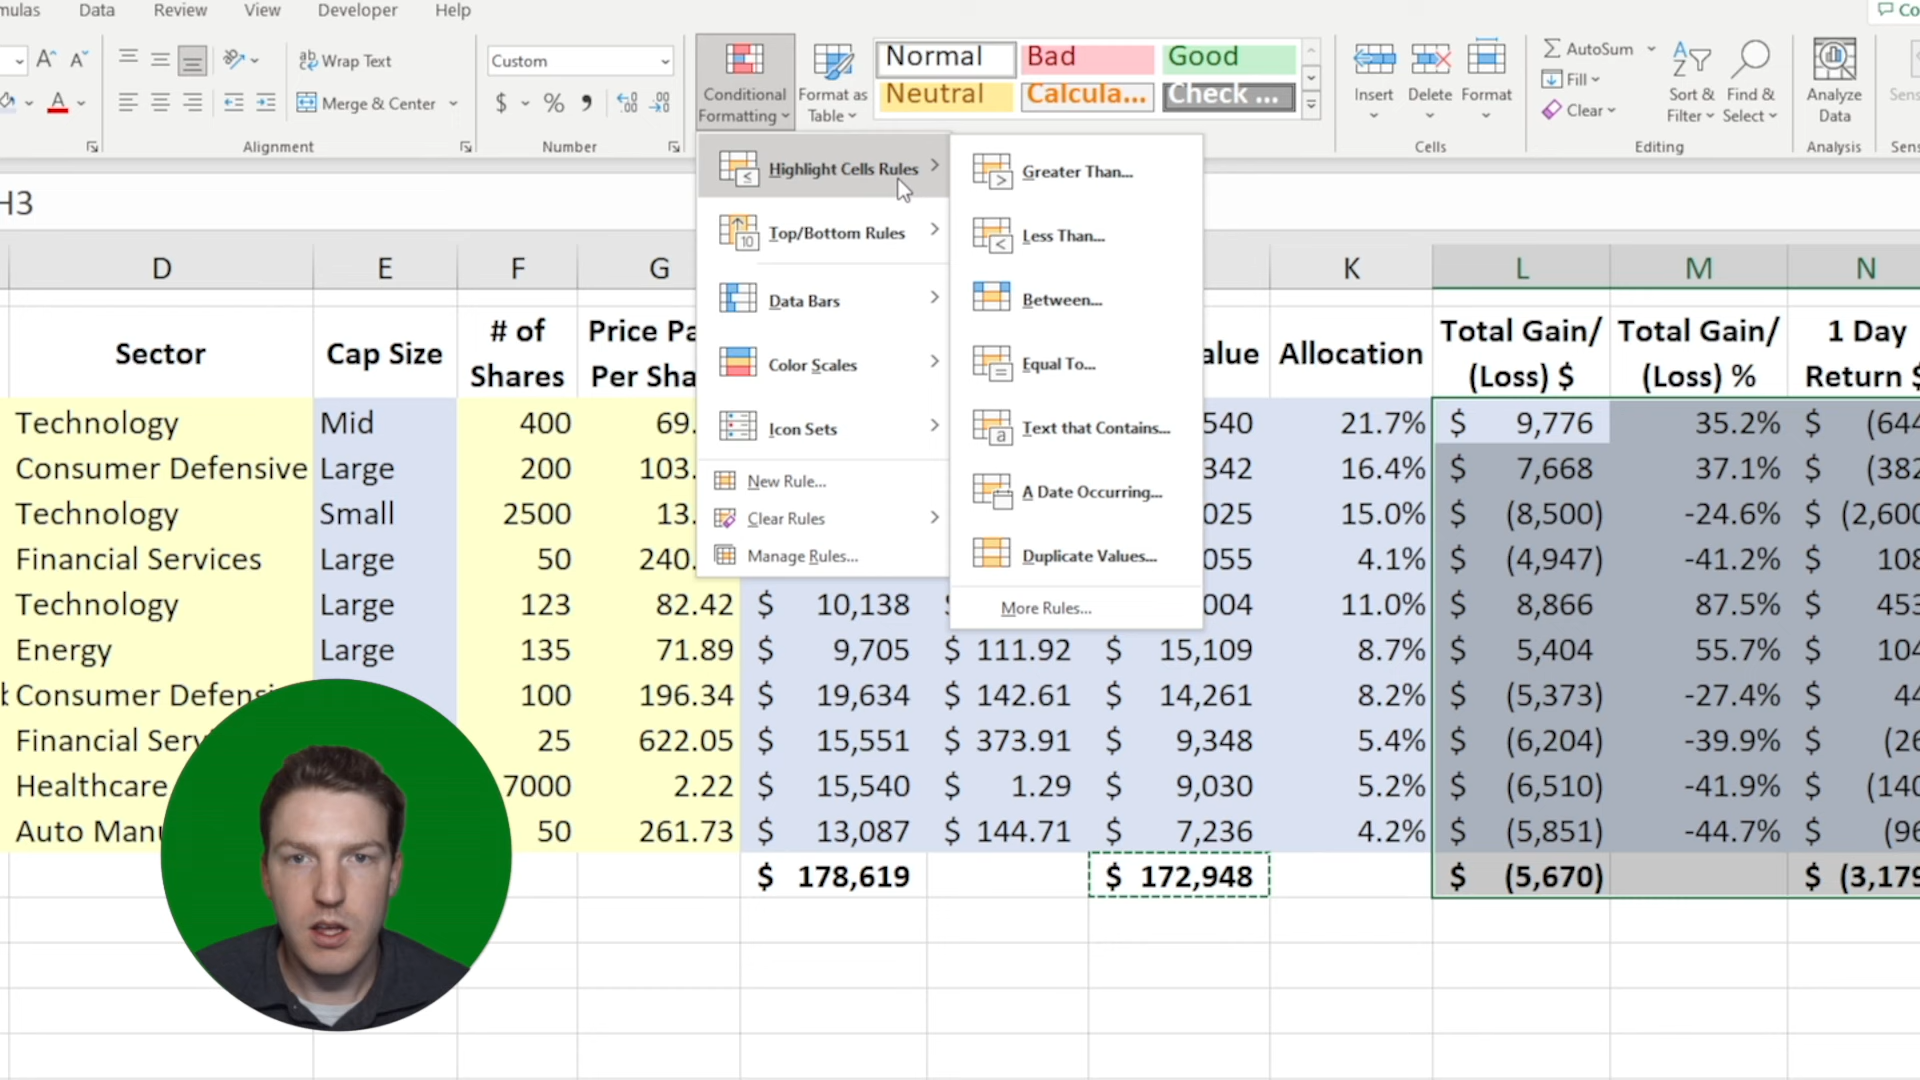 mulas Data Review View Developer Help Co
A^ A˅ ab Wrap Text Custom Normal Bad Good AutoSum
Conditional Formatting Format as Table Insert Delete Format Fill Sort & Filter Find & Select Analyze Data Sens
A Merge & Center $ % 9 .00 Neutral Calcula... Check ... Clear
Alignment Number Cells Editing Analysis Sens
H3
Highlight Cells Rules
Top/Bottom Rules
10
Data Bars
Color Scales
Icon Sets
New Rule...
Clear Rules
Manage Rules...
Greater Than...
Less Than...
Between...
Equal To...
Text that Contains...
A Date Occurring...
Duplicate Values...
More Rules...
D E F G K L M N
Sector Cap Size # of Shares Price Pa Per Sha alue Allocation Total Gain/ (Loss) $ Total Gain/ (Loss) % 1 Day Return $
Technology Mid 400 69. 540 21.7% $ 9,776 35.2% $ (644
Consumer Defensive Large 200 103. 342 16.4% $ 7,668 37.1% $ (382
Technology Small 2500 13. 025 15.0% $ (8,500) -24.6% $ (2,600
Financial Services Large 50 240. 055 4.1% $ (4,947) -41.2% $ 108
Technology Large 123 82.42 $ 10,138 004 11.0% $ 8,866 87.5% $ 453
Energy Large 135 71.89 $ 9,705 $ 111.92 $ 15,109 8.7% $ 5,404 55.7% $ 104
Consumer Defensi 100 196.34 $ 19,634 $ 142.61 $ 14,261 8.2% $ (5,373) -27.4% $ 44
Financial Serv 25 622.05 $ 15,551 $ 373.91 $ 9,348 5.4% $ (6,204) -39.9% $ (26
Healthcare 7000 2.22 $ 15,540 $ 1.29 $ 9,030 5.2% $ (6,510) -41.9% $ (140
Auto Manu 50 261.73 $ 13,087 $ 144.71 $ 7,236 4.2% $ (5,851) -44.7% $ (96
$ 178,619 $ 172,948 $ (5,670) $ (3,179